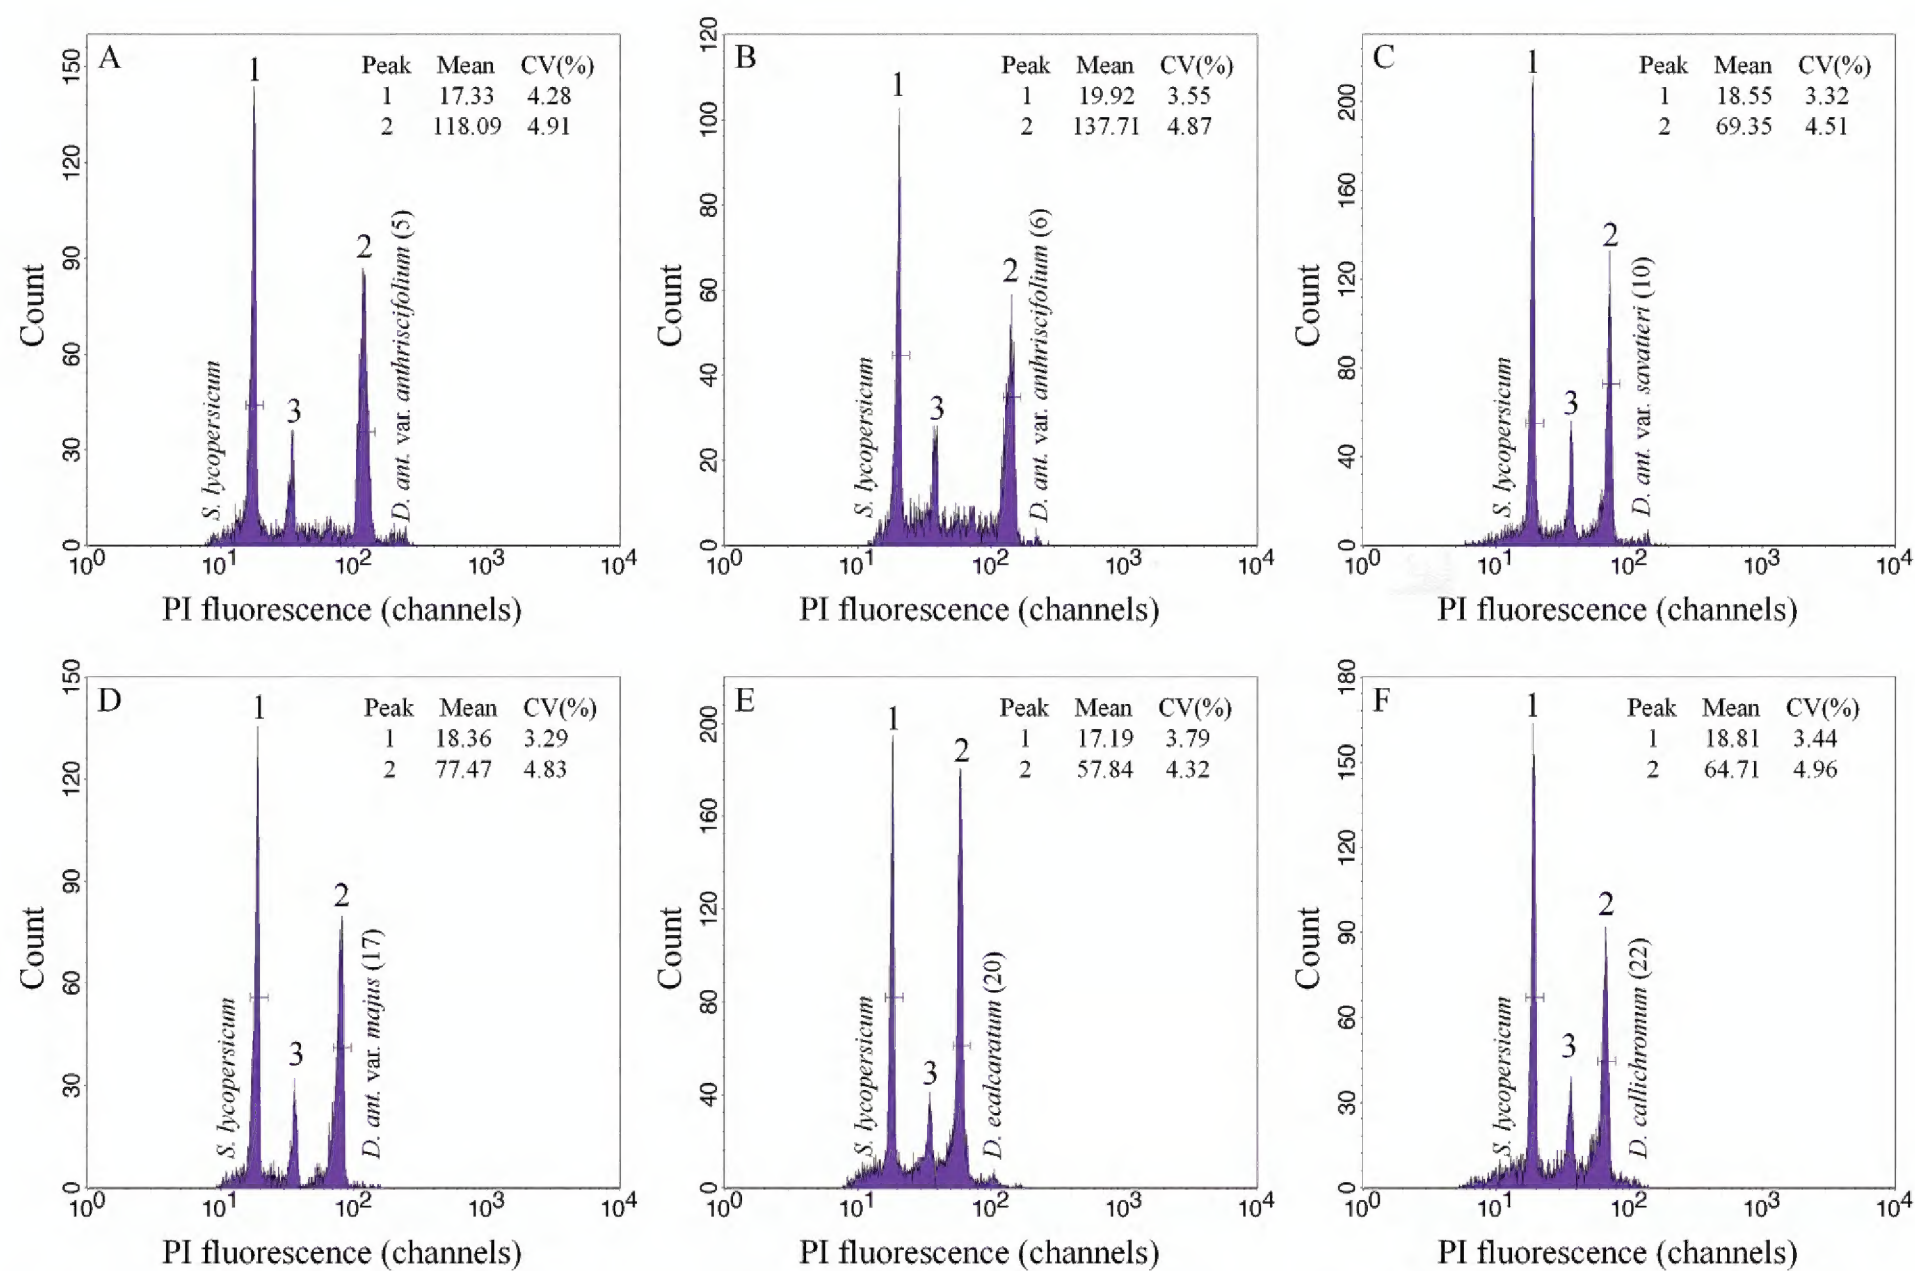 A
Peak Mean CV(%)
1 17.33 4.28
2 118.09 4.91
1
2
3
S. lycopersicum
D. ant. var. anthriscifolium (5)
Count
150
120
90
60
30
0
10^0 10^1 10^2 10^3 10^4
PI fluorescence (channels)
B
Peak Mean CV(%)
1 19.92 3.55
2 137.71 4.87
1
2
3
S. lycopersicum
D. ant. var. anthriscifolium (6)
Count
120
100
80
60
40
20
0
10^0 10^1 10^2 10^3 10^4
PI fluorescence (channels)
C
Peak Mean CV(%)
1 18.55 3.32
2 69.35 4.51
1
2
3
S. lycopersicum
D. ant. var. savatieri (10)
Count
200
160
120
80
40
0
10^0 10^1 10^2 10^3 10^4
PI fluorescence (channels)
D
Peak Mean CV(%)
1 18.36 3.29
2 77.47 4.83
1
2
3
S. lycopersicum
D. ant. var. majus (17)
Count
150
120
90
60
30
0
10^0 10^1 10^2 10^3 10^4
PI fluorescence (channels)
E
Peak Mean CV(%)
1 17.19 3.79
2 57.84 4.32
1
2
3
S. lycopersicum
D. ecalcaratum (20)
Count
200
160
120
80
40
0
10^0 10^1 10^2 10^3 10^4
PI fluorescence (channels)
F
Peak Mean CV(%)
1 18.81 3.44
2 64.71 4.96
1
2
3
S. lycopersicum
D. callichromum (22)
Count
180
150
120
90
60
30
0
10^0 10^1 10^2 10^3 10^4
PI fluorescence (channels)